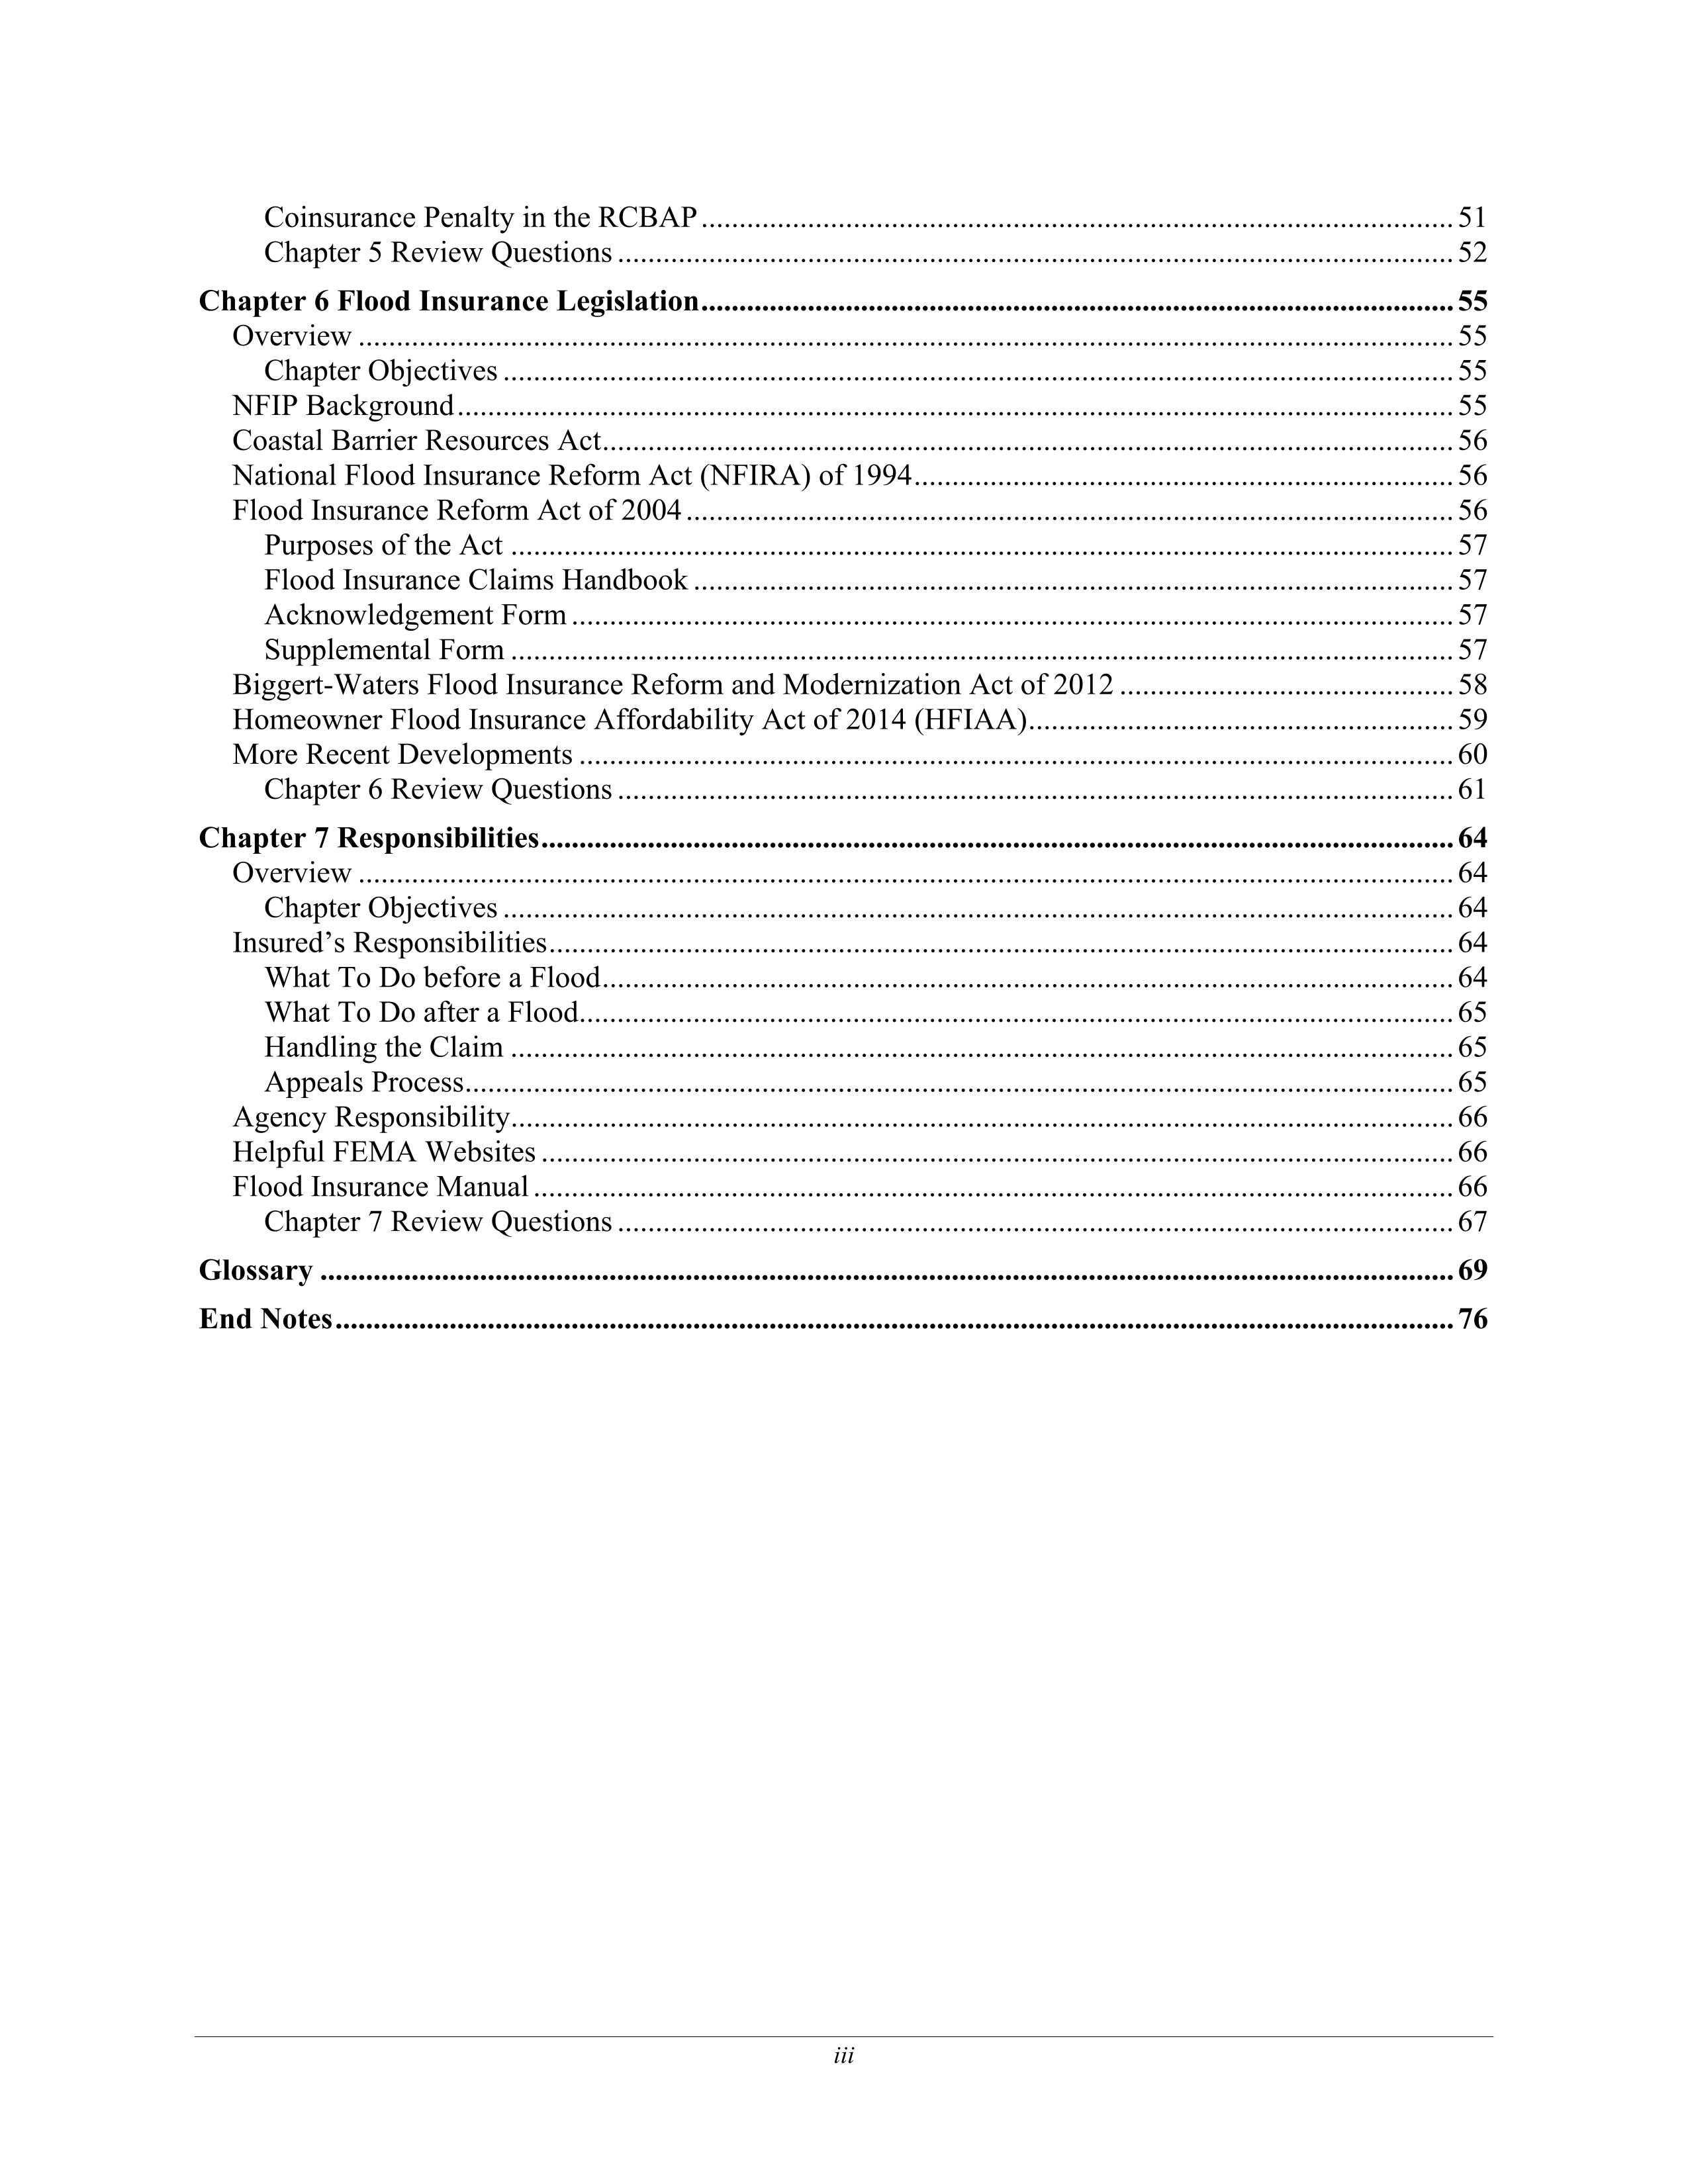 Coinsurance Penalty in the RCBAP ........ 51
Chapter 5 Review Questions ........ 52
Chapter 6 Flood Insurance Legislation ........ 55
Overview ........ 55
Chapter Objectives ........ 55
NFIP Background ........ 55
Coastal Barrier Resources Act ........ 56
National Flood Insurance Reform Act (NFIRA) of 1994 ........ 56
Flood Insurance Reform Act of 2004 ........ 56
Purposes of the Act ........ 57
Flood Insurance Claims Handbook ........ 57
Acknowledgement Form ........ 57
Supplemental Form ........ 57
Biggert-Waters Flood Insurance Reform and Modernization Act of 2012 ........ 58
Homeowner Flood Insurance Affordability Act of 2014 (HFIAA) ........ 59
More Recent Developments ........ 60
Chapter 6 Review Questions ........ 61
Chapter 7 Responsibilities ........ 64
Overview ........ 64
Chapter Objectives ........ 64
Insured’s Responsibilities ........ 64
What To Do before a Flood ........ 64
What To Do after a Flood ........ 65
Handling the Claim ........ 65
Appeals Process ........ 65
Agency Responsibility ........ 66
Helpful FEMA Websites ........ 66
Flood Insurance Manual ........ 66
Chapter 7 Review Questions ........ 67
Glossary ........ 69
End Notes ........ 76
iii